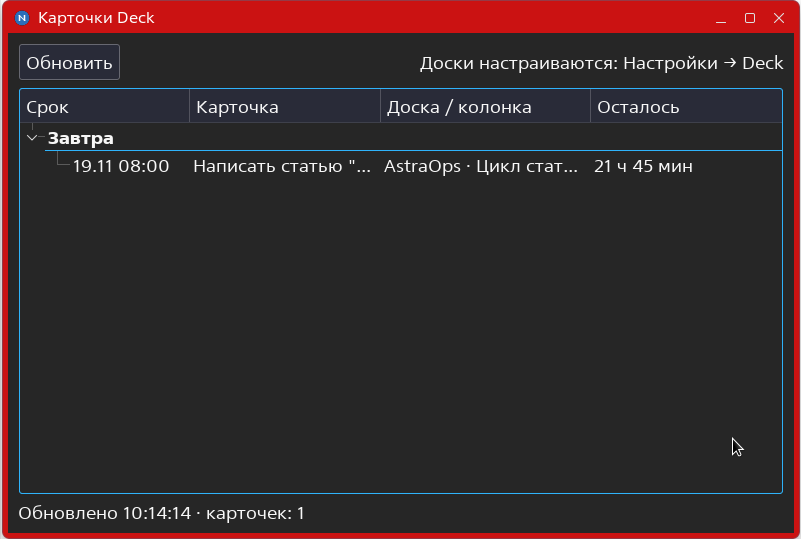 N Карточки Deck
Обновить Доски настраиваются: Настройки → Deck
Срок Карточка Доска / колонка Осталось
Завтра
19.11 08:00 Написать статью "... AstraOps · Цикл стат... 21 ч 45 мин
Обновлено 10:14:14 · карточек: 1